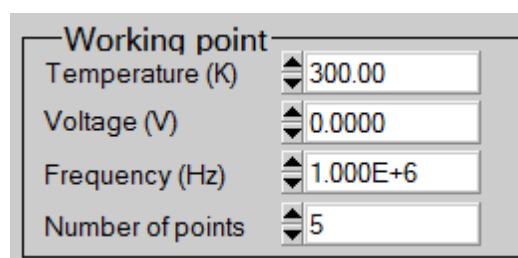 Working point
Temperature (K) 300.00
Voltage (V) 0.0000
Frequency (Hz) 1.000E+6
Number of points 5